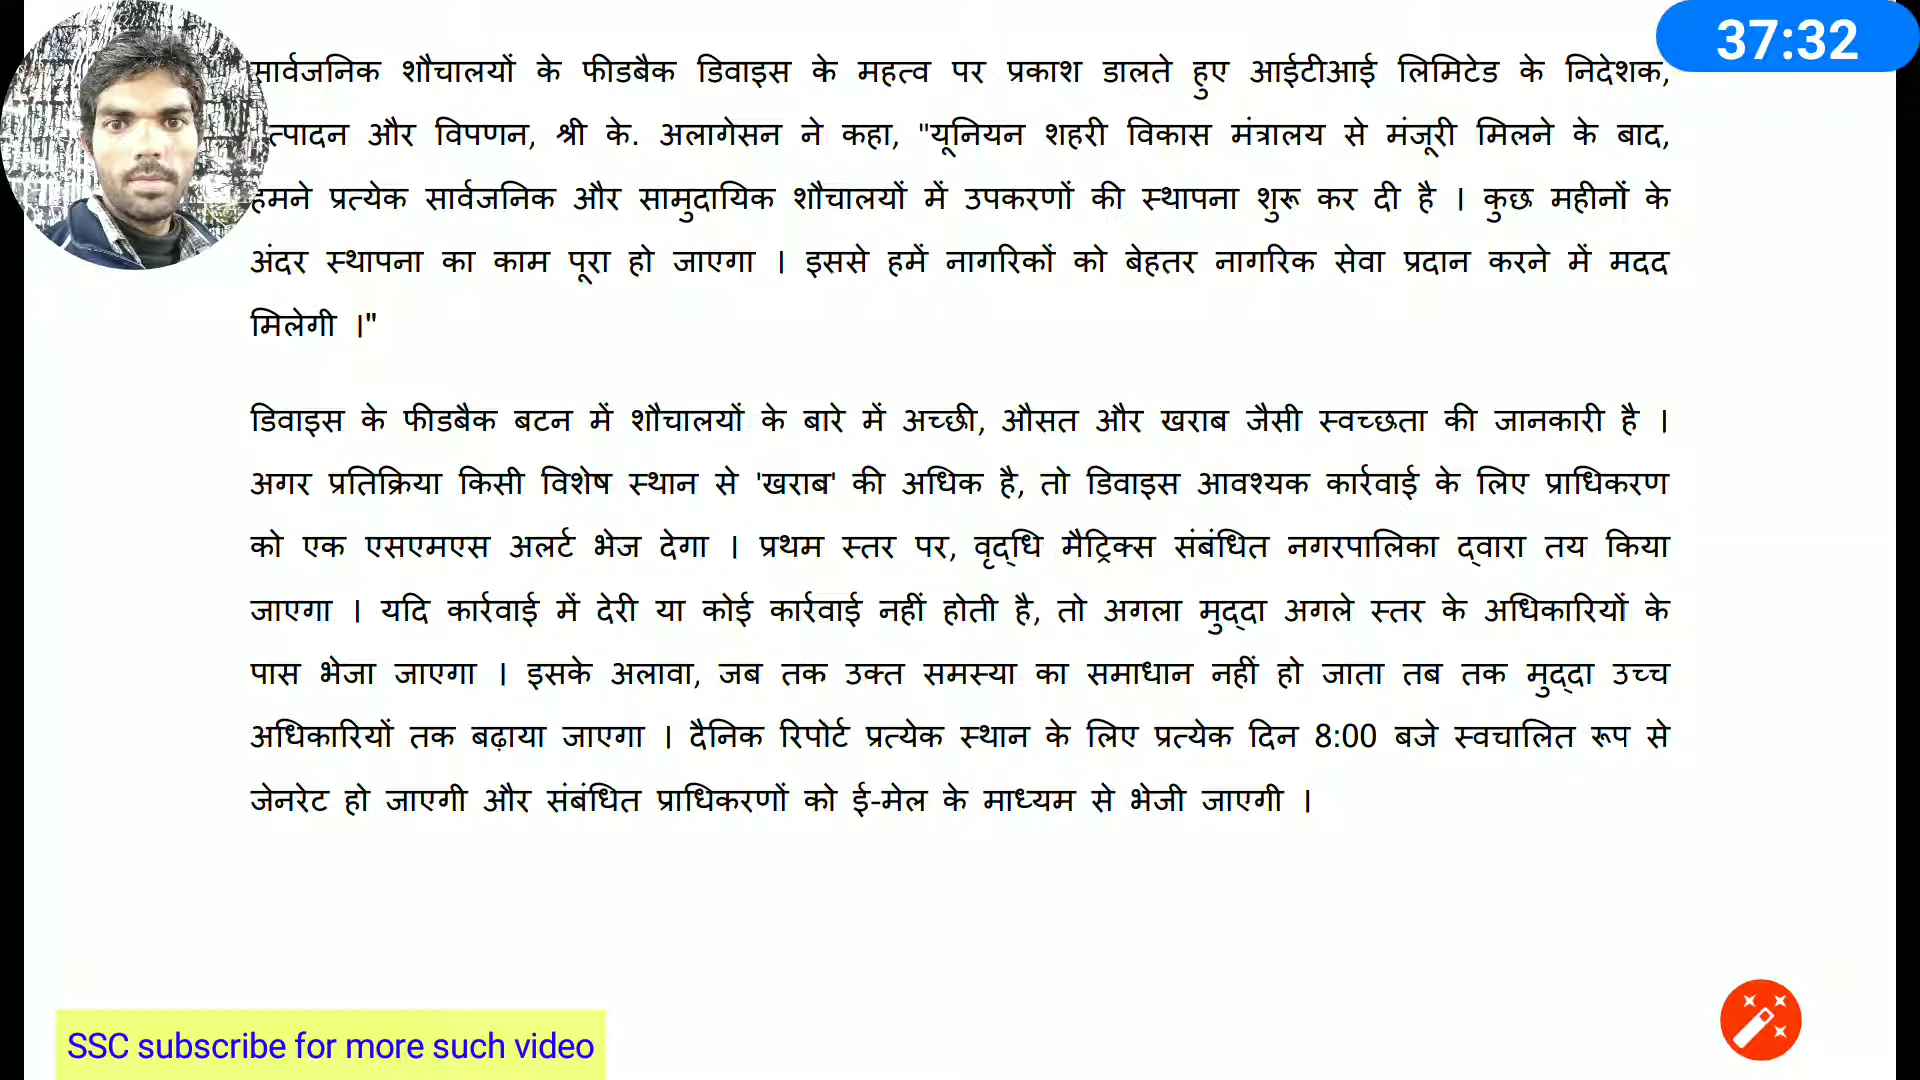 37:32
सार्वजनिक शौचालयों के फीडबैक डिवाइस के महत्व पर प्रकाश डालते हुए आईटीआई लिमिटेड के निदेशक,
और विपणन, श्री के. अलागेसन ने कहा, "यूनियन शहरी विकास मंत्रालय से मंजूरी मिलने के बाद,
हमने प्रत्येक सार्वजनिक और सामुदायिक शौचालयों में उपकरणों की स्थापना शुरू कर दी है । कुछ महीनों के
अंदर स्थापना का काम पूरा हो जाएगा । इससे हमें नागरिकों को बेहतर नागरिक सेवा प्रदान करने में मदद
मिलेगी ।"
डिवाइस के फीडबैक बटन में शौचालयों के बारे में अच्छी, औसत और खराब जैसी स्वच्छता की जानकारी है ।
अगर प्रतिक्रिया किसी विशेष स्थान से 'खराब' की अधिक है, तो डिवाइस आवश्यक कार्रवाई के लिए प्राधिकरण
को एक एसएमएस अलर्ट भेज देगा । प्रथम स्तर पर, वृद्धि मैट्रिक्स संबंधित नगरपालिका द्वारा तय किया
जाएगा । यदि कार्रवाई में देरी या कोई कार्रवाई नहीं होती है, तो अगला मुद्दा अगले स्तर के अधिकारियों के
पास भेजा जाएगा । इसके अलावा, जब तक उक्त समस्या का समाधान नहीं हो जाता तब तक मुद्दा उच्च
अधिकारियों तक बढ़ाया जाएगा । दैनिक रिपोर्ट प्रत्येक स्थान के लिए प्रत्येक दिन 8:00 बजे स्वचालित रूप से
जेनरेट हो जाएगी और संबंधित प्राधिकरणों को ई-मेल के माध्यम से भेजी जाएगी ।
SSC subscribe for more such video